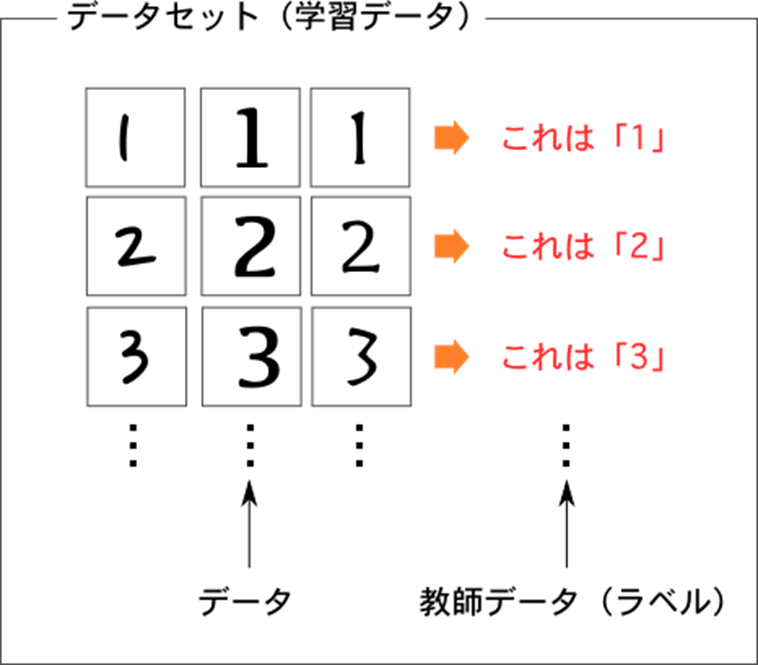 データセット（学習データ）
1 1 1 これは「1」
2 2 2 これは「2」
3 3 3 これは「3」
データ 教師データ（ラベル）